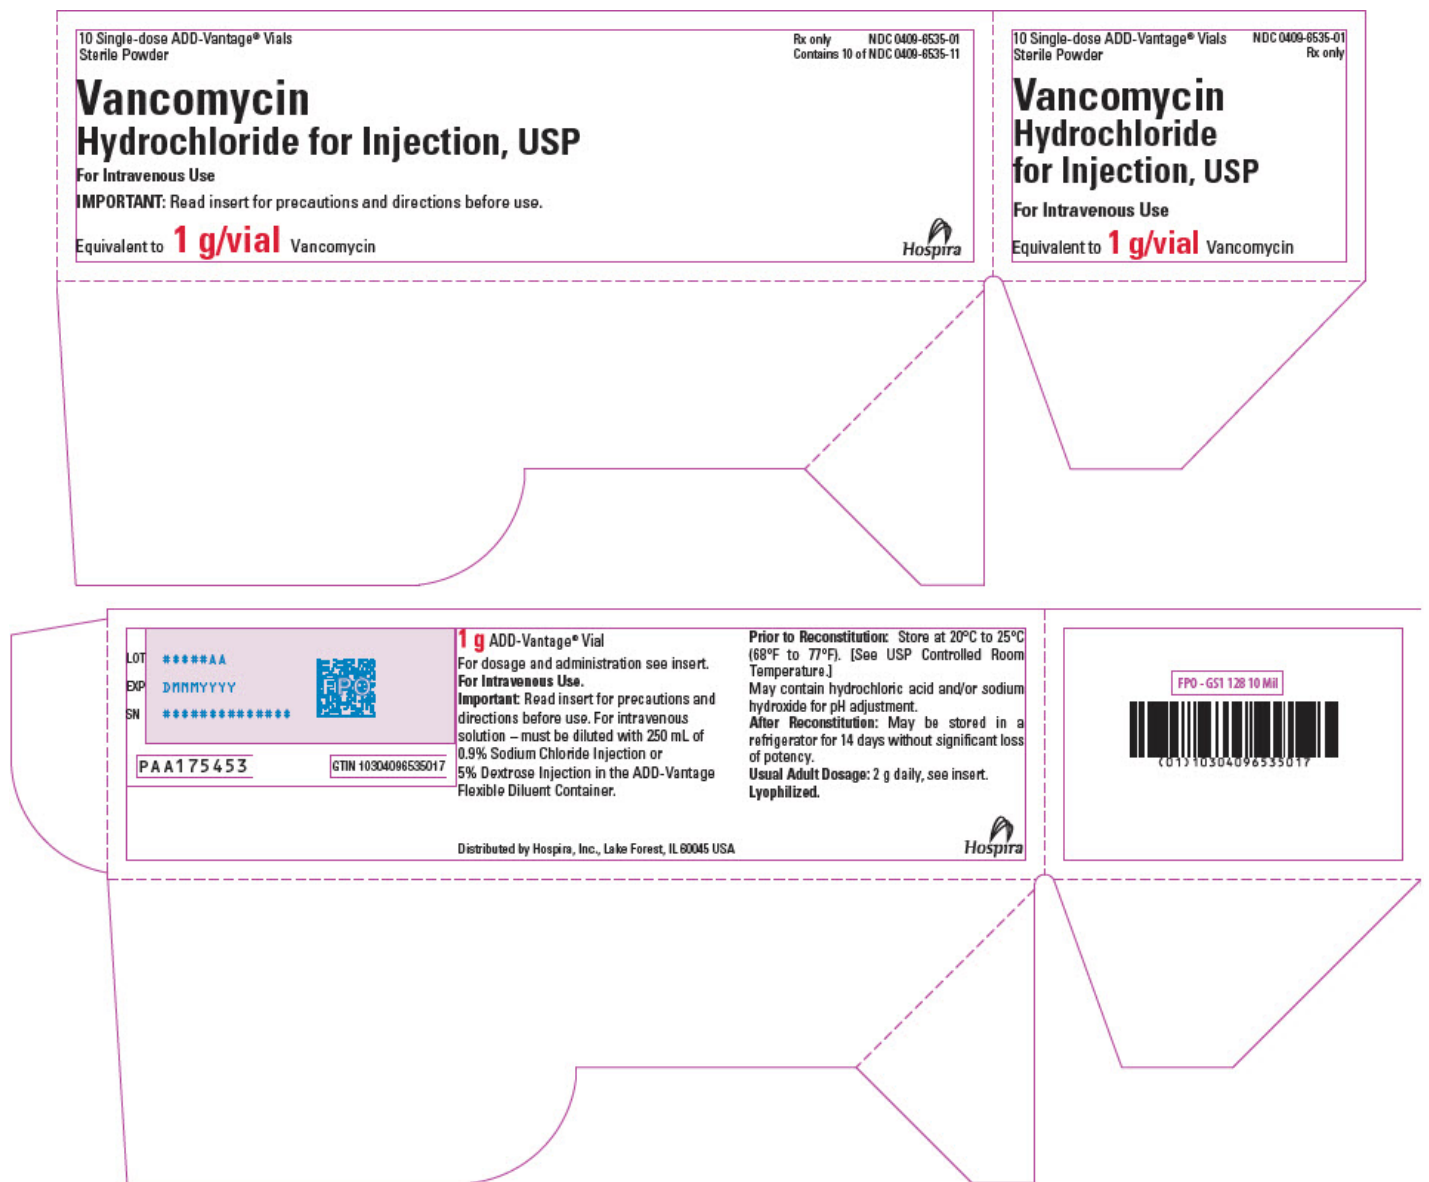 10 Single-dose ADD-Vantage® Vials
Sterile Powder
Rx only NDC 0409-6535-01
Contains 10 of NDC 0409-6535-11
Vancomycin
Hydrochloride for Injection, USP
For Intravenous Use
IMPORTANT: Read insert for precautions and directions before use.
Equivalent to 1 g/vial Vancomycin
Hospira
10 Single-dose ADD-Vantage® Vials NDC 0409-6535-01
Sterile Powder Rx only
Vancomycin
Hydrochloride
for Injection, USP
For Intravenous Use
Equivalent to 1 g/vial Vancomycin
LOT #####AA
EXP DMMMYYYY
SN ##############
FPO
PAA175453
GTIN 10304096535017
1 g ADD-Vantage® Vial
For dosage and administration see insert.
For Intravenous Use.
Important: Read insert for precautions and
directions before use. For intravenous
solution – must be diluted with 250 mL of
0.9% Sodium Chloride Injection or
5% Dextrose Injection in the ADD-Vantage
Flexible Diluent Container.
Distributed by Hospira, Inc., Lake Forest, IL 60045 USA
Prior to Reconstitution: Store at 20°C to 25°C
(68°F to 77°F). [See USP Controlled Room
Temperature.]
May contain hydrochloric acid and/or sodium
hydroxide for pH adjustment.
After Reconstitution: May be stored in a
refrigerator for 14 days without significant loss
of potency.
Usual Adult Dosage: 2 g daily, see insert.
Lyophilized.
Hospira
FPO - GS1 128 10 Mil
(01)10304096535017